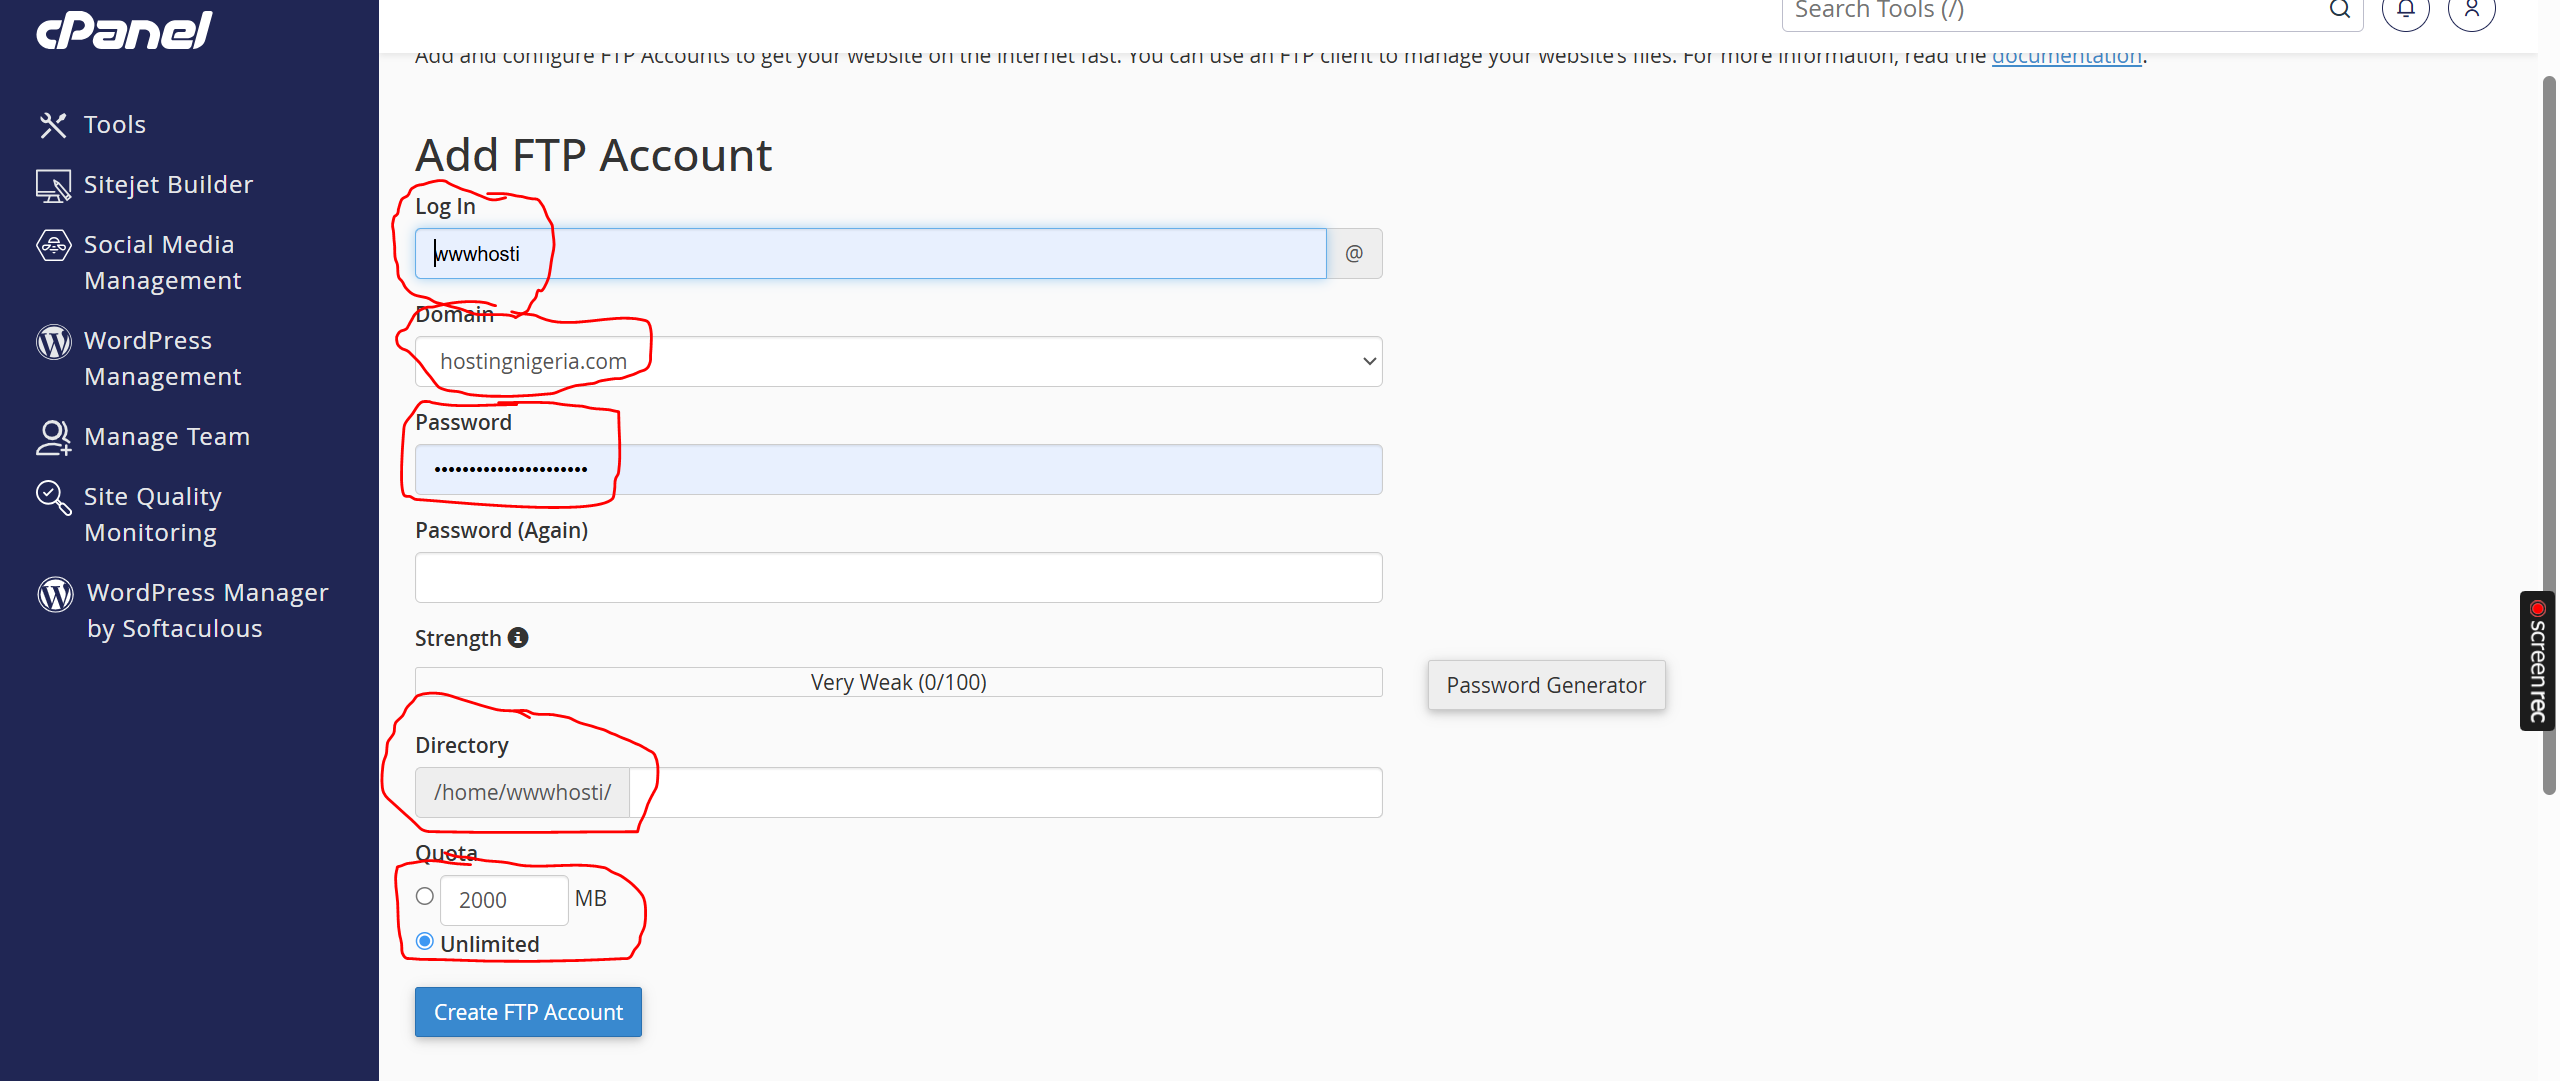 cPanel
Search Tools (/)
Add and configure FTP Accounts to get your website on the Internet fast. You can use an FTP client to manage your website's files. For more information, read the documentation.
Tools
Sitejet Builder
Social Media
Management
WordPress
Management
Manage Team
Site Quality
Monitoring
WordPress Manager
by Softaculous
Add FTP Account
Log In
wwwhosti
@
Domain
hostingnigeria.com
Password
••••••••••••••••••••••
Password (Again)
Strength
Very Weak (0/100)
Password Generator
Directory
/home/wwwhosti/
Quota
2000 MB
Unlimited
Create FTP Account
screenrec